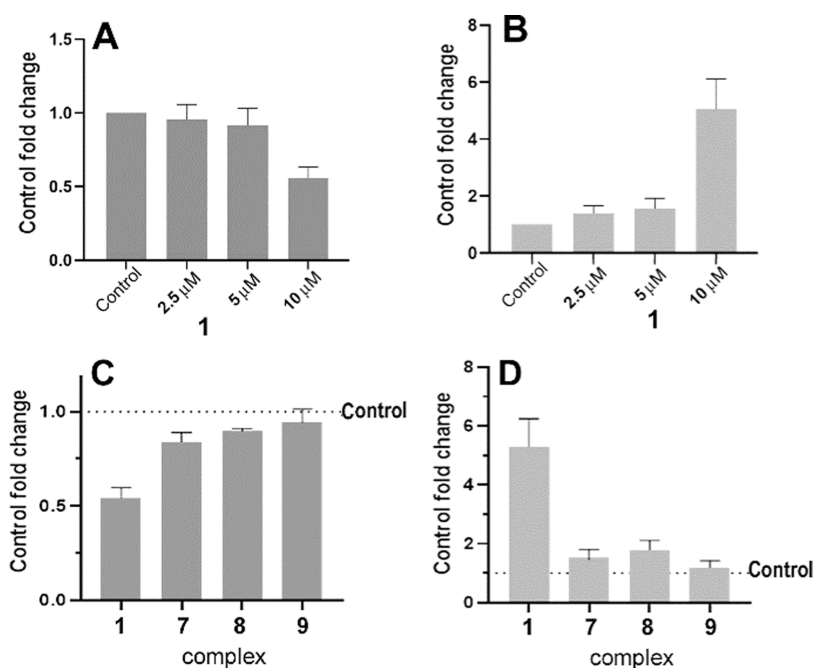 A
Control fold change
1.5
1.0
0.5
0.0
Control
2.5 μM
5 μM
10 μM
1
B
Control fold change
8
6
4
2
0
Control
2.5 μM
5 μM
10 μM
1
C
Control fold change
1.0
0.5
0.0
Control
1 7 8 9
complex
D
Control fold change
8
6
4
2
0
Control
1 7 8 9
complex